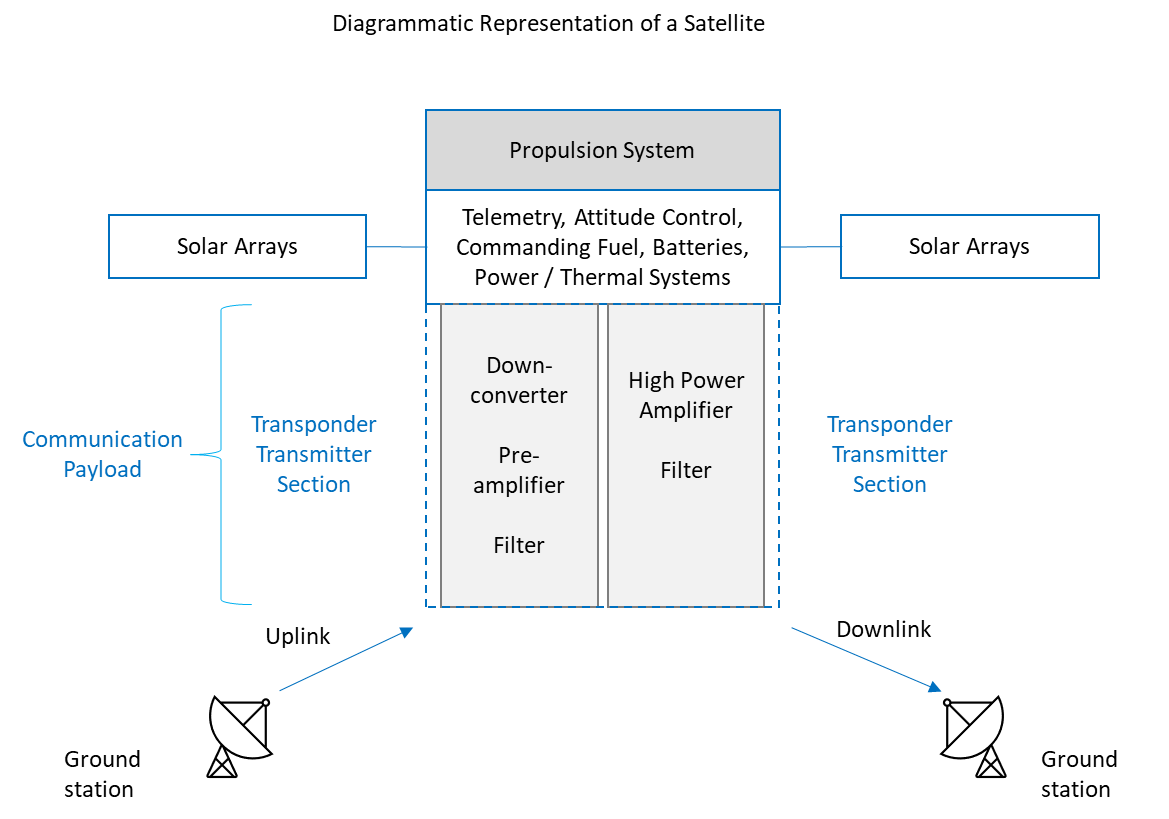 Diagrammatic Representation of a Satellite
Propulsion System
Telemetry, Attitude Control,
Commanding Fuel, Batteries,
Power / Thermal Systems
Solar Arrays
Solar Arrays
Communication
Payload
Transponder
Transmitter
Section
Down-
converter
Pre-
amplifier
Filter
High Power
Amplifier
Filter
Transponder
Transmitter
Section
Uplink
Downlink
Ground
station
Ground
station